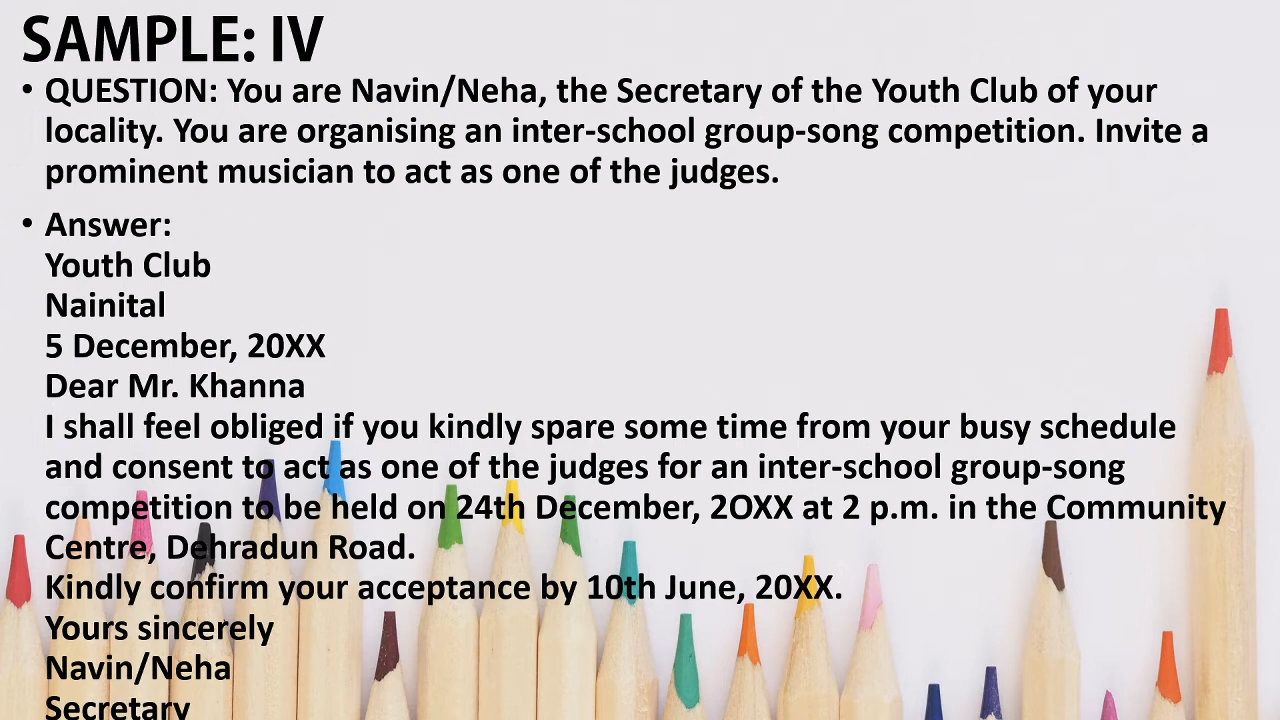 SAMPLE: IV
• QUESTION: You are Navin/Neha, the Secretary of the Youth Club of your
locality. You are organising an inter-school group-song competition. Invite a
prominent musician to act as one of the judges.
• Answer:
Youth Club
Nainital
5 December, 20XX
Dear Mr. Khanna
I shall feel obliged if you kindly spare some time from your busy schedule
and consent to act as one of the judges for an inter-school group-song
competition to be held on 24th December, 2OXX at 2 p.m. in the Community
Centre, Dehradun Road.
Kindly confirm your acceptance by 10th June, 20XX.
Yours sincerely
Navin/Neha
Secretary